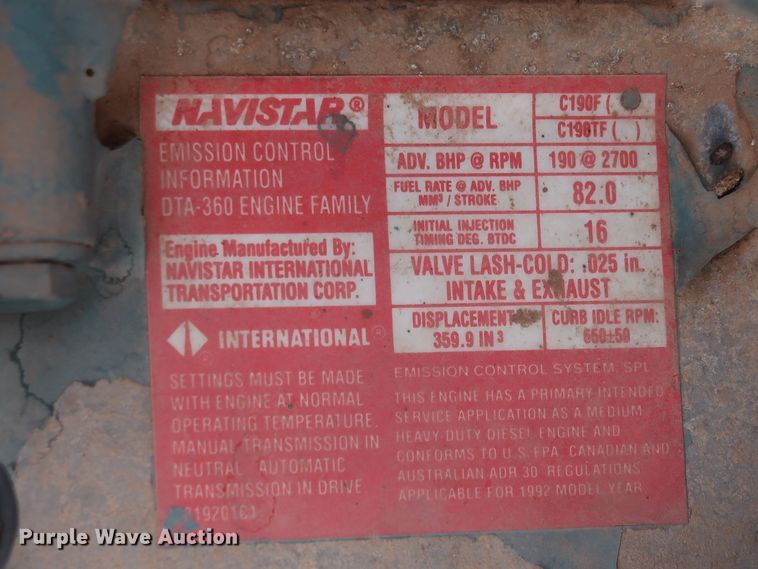 NAVISTAR®
EMISSION CONTROL
INFORMATION
DTA-360 ENGINE FAMILY
Engine Manufactured By:
NAVISTAR INTERNATIONAL
TRANSPORTATION CORP.
INTERNATIONAL®
SETTINGS MUST BE MADE
WITH ENGINE AT NORMAL
OPERATING TEMPERATURE.
MANUAL TRANSMISSION IN
NEUTRAL AUTOMATIC
TRANSMISSION IN DRIVE.
MODEL
C190F ( )
C190TF ( )
ADV. BHP @ RPM
190 @ 2700
FUEL RATE @ ADV. BHP
MM³ / STROKE
82.0
INITIAL INJECTION
TIMING DEG. BTDC
16
VALVE LASH-COLD: .025 in.
INTAKE & EXHAUST
DISPLACEMENT
359.9 IN³
CURB IDLE RPM:
650±50
EMISSION CONTROL SYSTEM: SPL
THIS ENGINE HAS A PRIMARY INTENDED
SERVICE APPLICATION AS A MEDIUM
HEAVY DUTY DIESEL ENGINE AND
CONFORMS TO U.S. EPA, CANADIAN AND
AUSTRALIAN ADR 30 REGULATIONS
APPLICABLE FOR 1992 MODEL YEAR
Purple Wave Auction